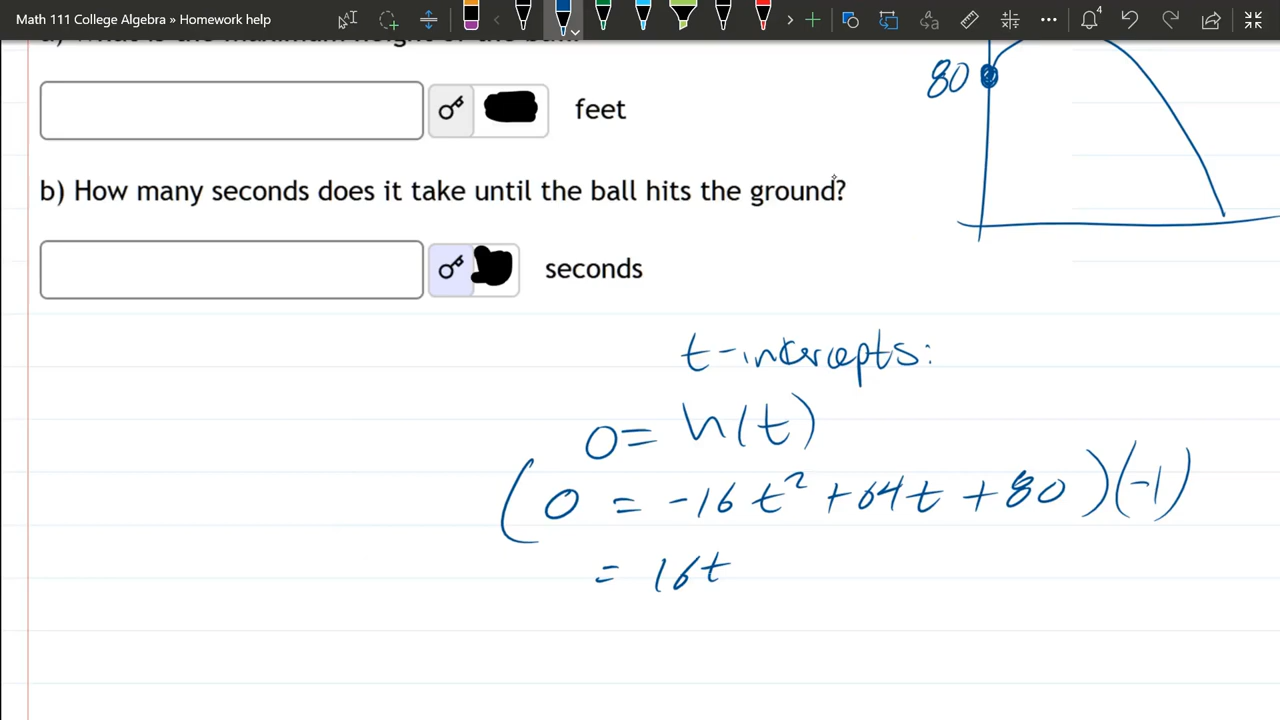 Math 111 College Algebra » Homework help
4
80
feet
b) How many seconds does it take until the ball hits the ground?
seconds
t-intercepts:
0 = h(t)
( 0 = -16t² + 64t + 80 )(-1)
= 16t